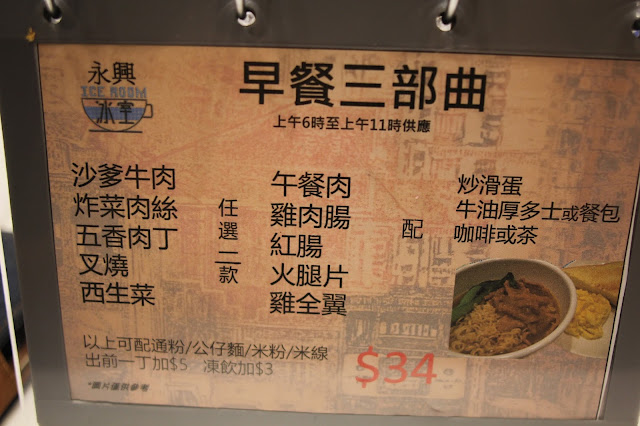 永興
ICE ROOM
冰室
早餐三部曲
上午6時至上午11時供應
沙爹牛肉
炸菜肉絲
五香肉丁
叉燒
西生菜
任選二款
午餐肉
雞肉腸
紅腸
火腿片
雞全翼
配
炒滑蛋
牛油厚多士或餐包
咖啡或茶
以上可配通粉/公仔麵/米粉/米線
出前一丁加$5 凍飲加$3
$34
*圖片僅供參考